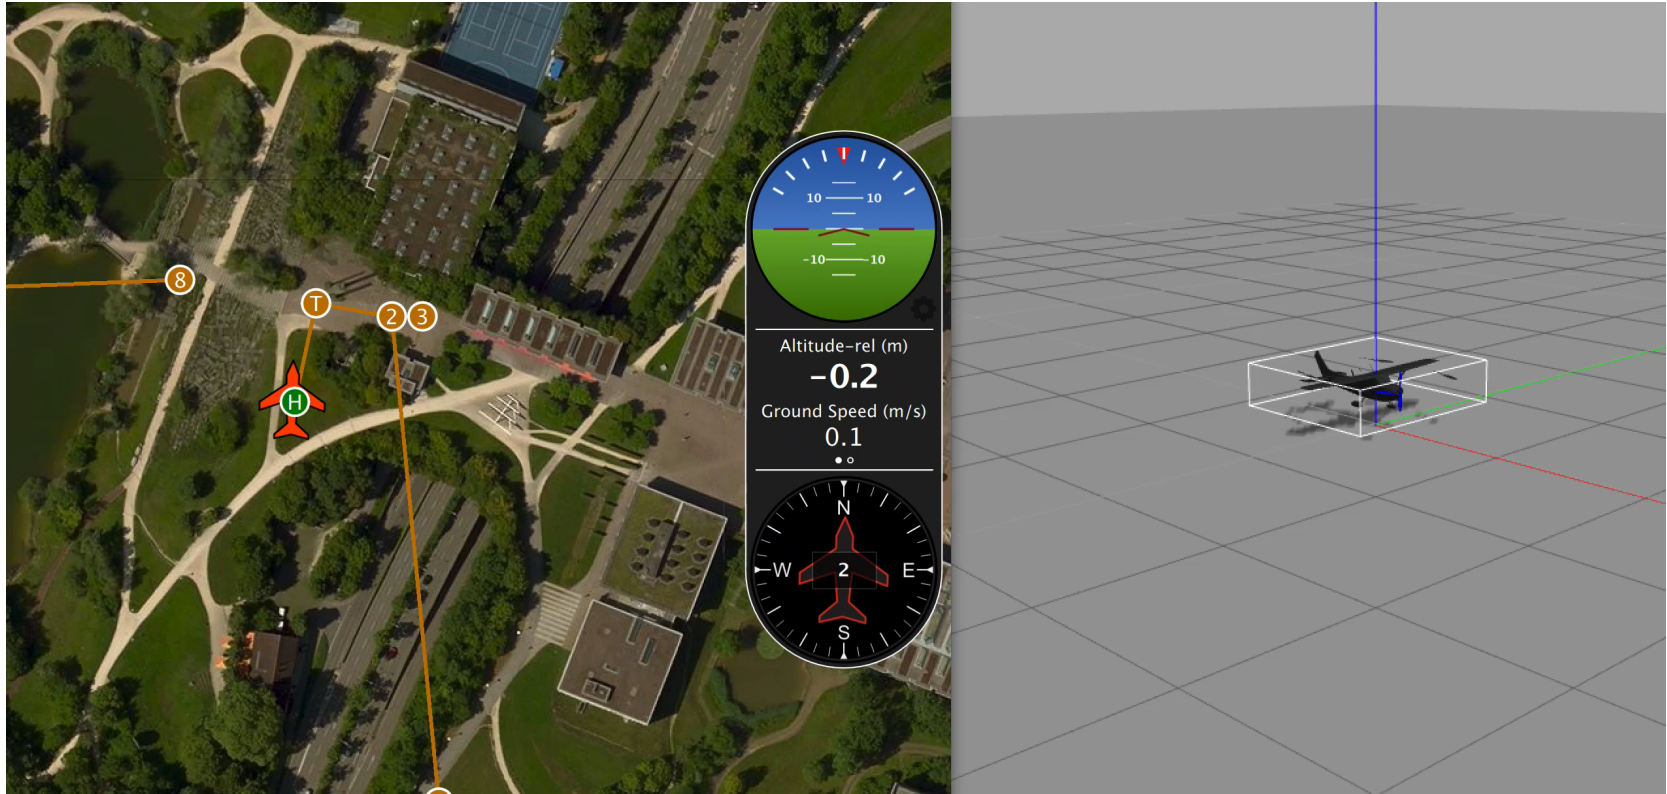 8
T
2 3
H
10 10
-10 -10
Altitude-rel (m)
-0.2
Ground Speed (m/s)
0.1
N
W 2 E
S